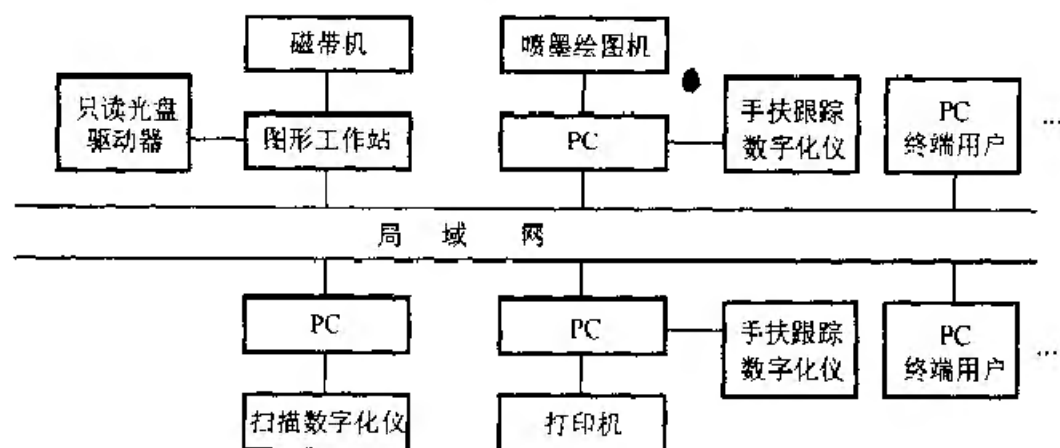 磁带机
喷墨绘图机
只读光盘
驱动器
图形工作站
PC
手扶跟踪
数字化仪
PC
终端用户
...
局 域 网
PC
PC
手扶跟踪
数字化仪
PC
终端用户
...
扫描数字化仪
打印机